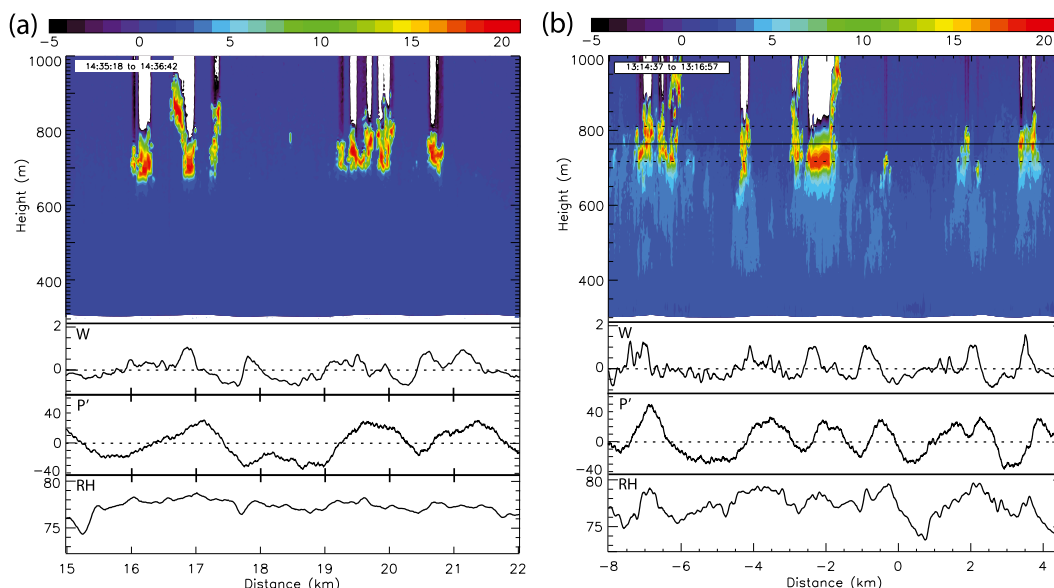 (a)
−5 0 5 10 15 20
14:35:18 to 14:36:42
1000
800
600
400
Height (m)
2
0
W
40
0
−40
P'
80
75
RH
15 16 17 18 19 20 21 22
Distance (km)
(b)
−5 0 5 10 15 20
13:14:37 to 13:16:57
1000
800
600
400
Height (m)
2
0
W
40
0
−40
P'
80
75
RH
−8 −6 −4 −2 0 2 4
Distance (km)